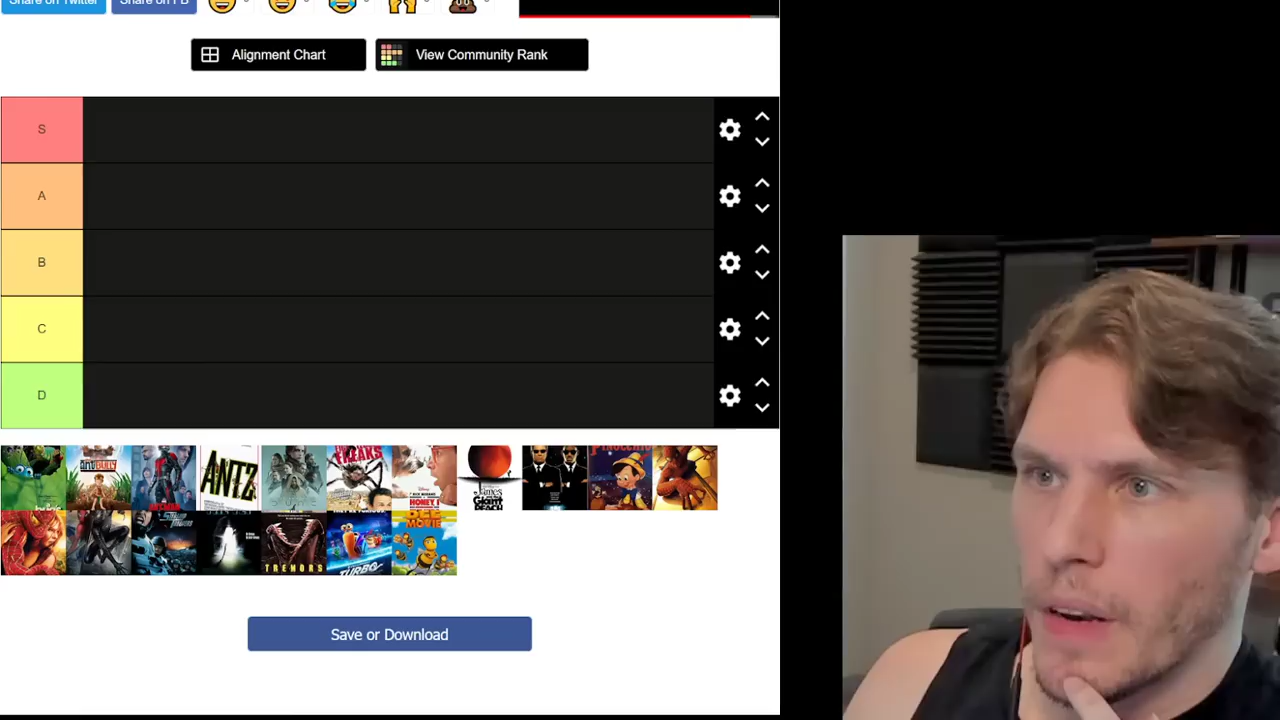 Share on Twitter
Share on FB
Alignment Chart
View Community Rank
S
A
B
C
D
ANTZ
FREAKS
HONEY I
James
GIANT
PEACH
PINOCCHIO
TREMORS
TURBO
BEE
MOVIE
Save or Download